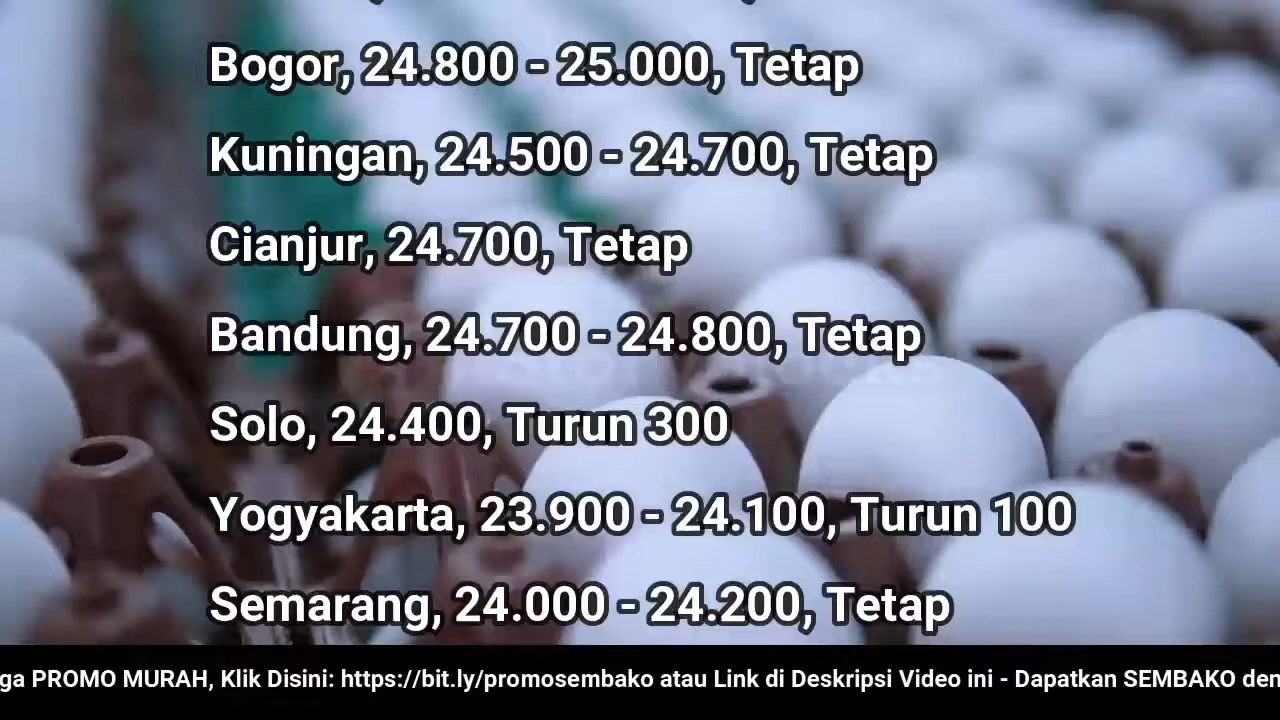 Bogor, 24.800 - 25.000, Tetap
Kuningan, 24.500 - 24.700, Tetap
Cianjur, 24.700, Tetap
Bandung, 24.700 - 24.800, Tetap
Solo, 24.400, Turun 300
Yogyakarta, 23.900 - 24.100, Turun 100
Semarang, 24.000 - 24.200, Tetap
ga PROMO MURAH, Klik Disini: https://bit.ly/promosembako atau Link di Deskripsi Video ini - Dapatkan SEMBAKO den